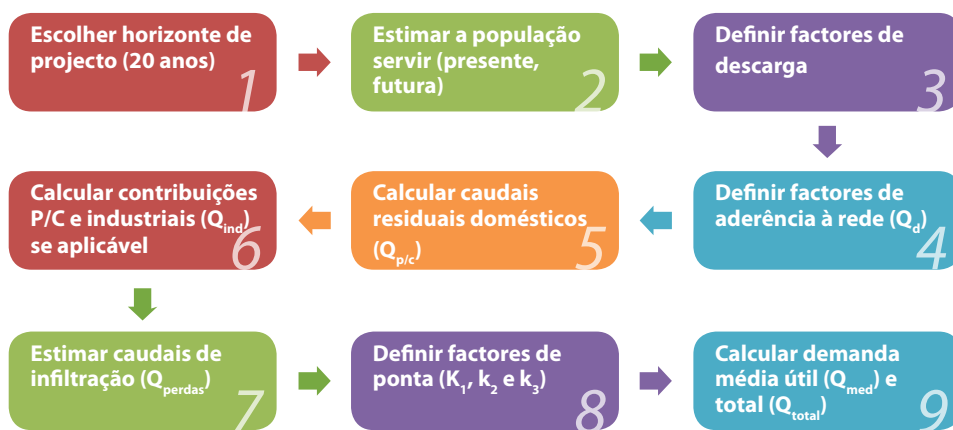 Escolher horizonte de
projecto (20 anos)
1
Estimar a população
servir (presente,
futura)
2
Definir factores de
descarga
3
Definir factores de
aderência à rede (Qd)
4
Calcular caudais
residuais domésticos
(Qp/c)
5
Calcular contribuições
P/C e industriais (Qind)
se aplicável
6
Estimar caudais de
infiltração (Qperdas)
7
Definir factores de
ponta (K1, k2 e k3)
8
Calcular demanda
média útil (Qmed) e
total (Qtotal)
9